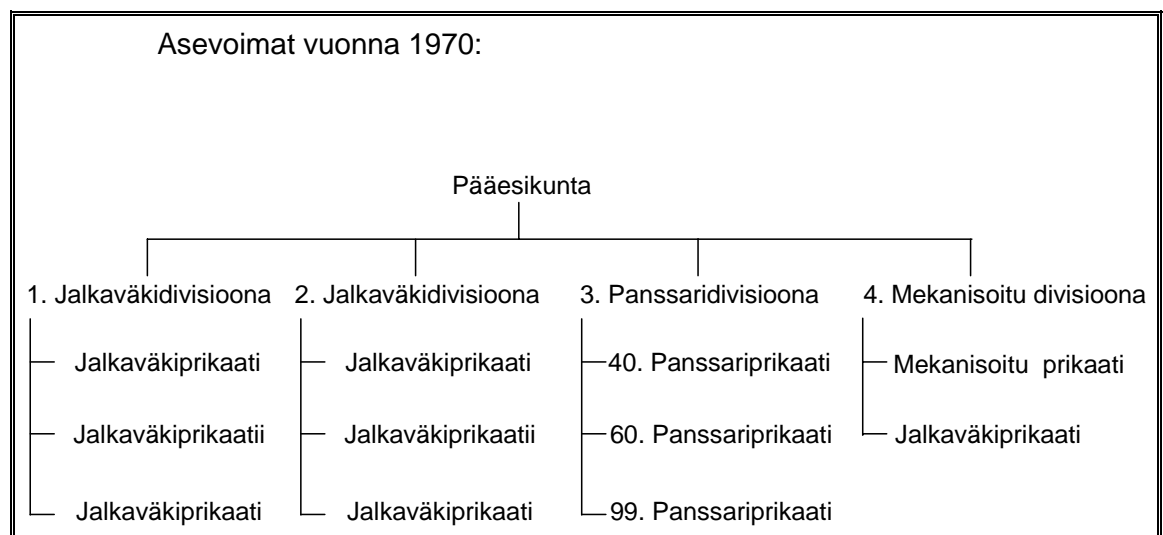 Asevoimat vuonna 1970:
Pääesikunta
1. Jalkaväkidivisioona 2. Jalkaväkidivisioona 3. Panssaridivisioona 4. Mekanisoitu divisioona
Jalkaväkiprikaati Jalkaväkiprikaati 40. Panssariprikaati Mekanisoitu prikaati
Jalkaväkiprikaatii Jalkaväkiprikaatii 60. Panssariprikaati Jalkaväkiprikaati
Jalkaväkiprikaati Jalkaväkiprikaati 99. Panssariprikaati